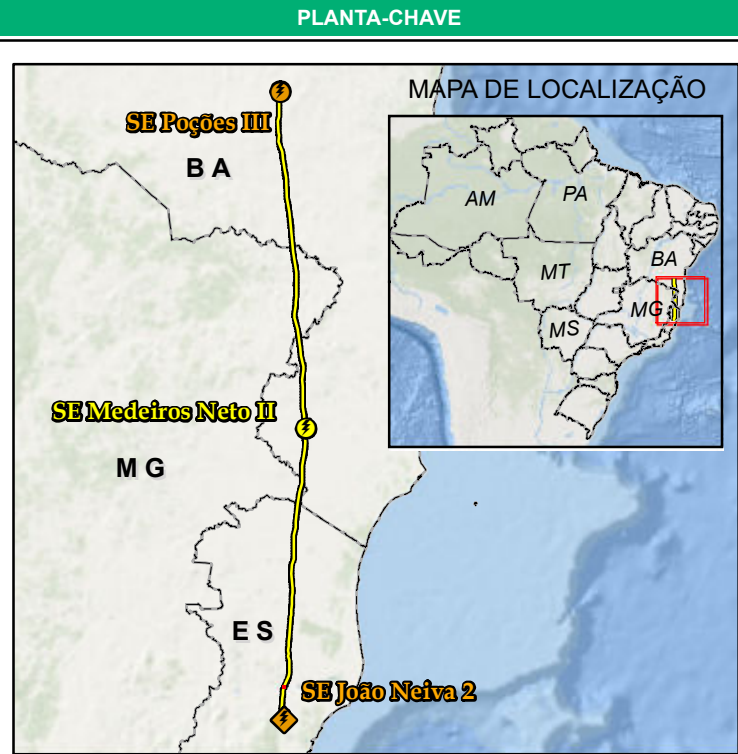 PLANTA-CHAVE
MAPA DE LOCALIZAÇÃO
SE Poções III
B A
AM
PA
BA
MT
MG
MS
SE Medeiros Neto II
M G
E S
SE João Neiva 2